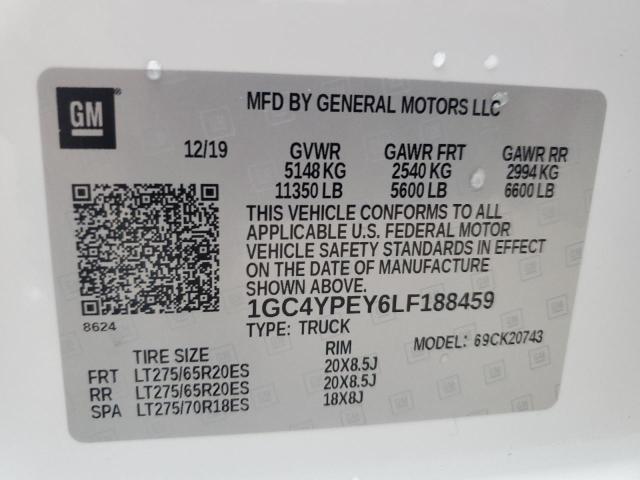 GM
®
MFD BY GENERAL MOTORS LLC
12/19 GVWR GAWR FRT GAWR RR
5148 KG 2540 KG 2994 KG
11350 LB 5600 LB 6600 LB
THIS VEHICLE CONFORMS TO ALL
APPLICABLE U.S. FEDERAL MOTOR
VEHICLE SAFETY STANDARDS IN EFFECT
ON THE DATE OF MANUFACTURE
SHOWN ABOVE.
1GC4YPEY6LF188459
8624
TYPE: TRUCK MODEL: 69CK20743
TIRE SIZE RIM
FRT LT275/65R20ES 20X8.5J
RR LT275/65R20ES 20X8.5J
SPA LT275/70R18ES 18X8J